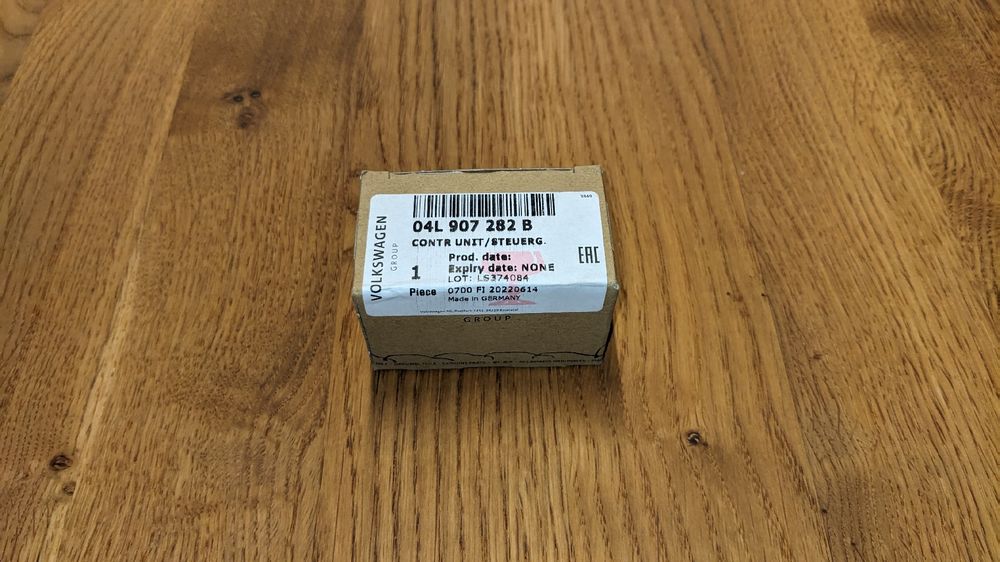 VOLKSWAGEN
GROUP
04L 907 282 B
CONTR UNIT/STEUERG.
Prod. date:
1 Expiry date: NONE
LOT: LS374084
Piece 0700 FI 20220614
Made in GERMANY
EAC
GROUP